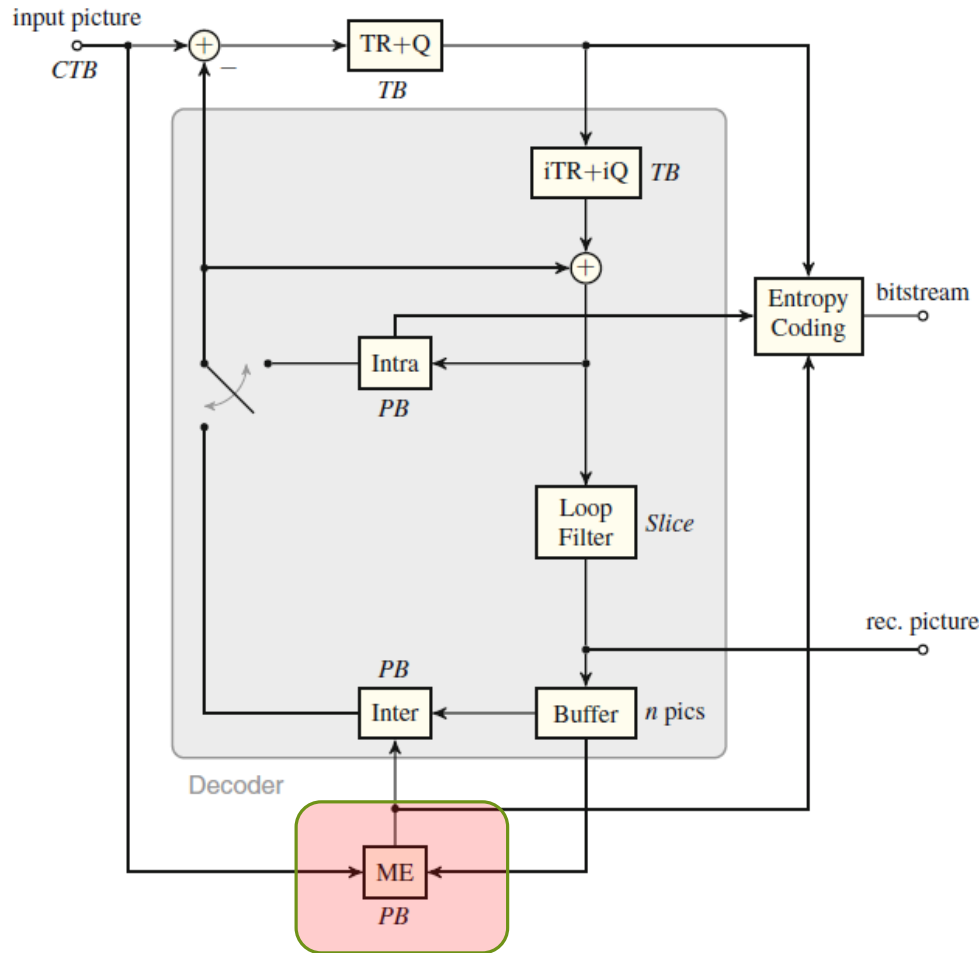 input picture
CTB
+
−
TR+Q
TB
iTR+iQ
TB
+
Entropy
Coding
bitstream
Intra
PB
Loop
Filter
Slice
rec. picture
PB
Inter
Buffer
n pics
Decoder
ME
PB